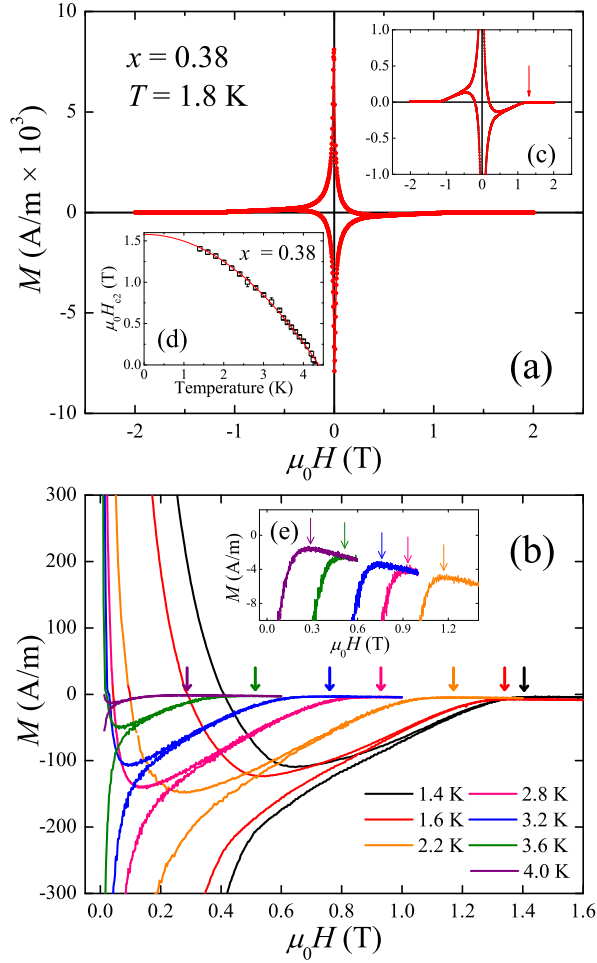 10
5
0
-5
-10
M (A/m × 10³)
x = 0.38
T = 1.8 K
1.0
0.5
0.0
-0.5
-1.0
-2 -1 0 1 2
(c)
μ₀H_c2 (T)
1.5
1.0
0.5
0.0
x = 0.38
(d)
0 1 2 3 4
Temperature (K)
(a)
-2 -1 0 1 2
μ₀H (T)
300
200
100
0
-100
-200
-300
M (A/m)
(e)
M (A/m)
0
-4
-8
0.0 0.3 0.6 0.9 1.2
μ₀H (T)
(b)
1.4 K 2.8 K
1.6 K 3.2 K
2.2 K 3.6 K
4.0 K
0.0 0.2 0.4 0.6 0.8 1.0 1.2 1.4 1.6
μ₀H (T)